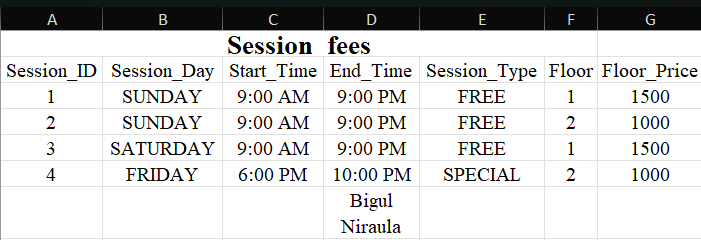 A B C D E F G
Session fees
Session_ID Session_Day Start_Time End_Time Session_Type Floor Floor_Price
1 SUNDAY 9:00 AM 9:00 PM FREE 1 1500
2 SUNDAY 9:00 AM 9:00 PM FREE 2 1000
3 SATURDAY 9:00 AM 9:00 PM FREE 1 1500
4 FRIDAY 6:00 PM 10:00 PM SPECIAL 2 1000
Bigul
Niraula